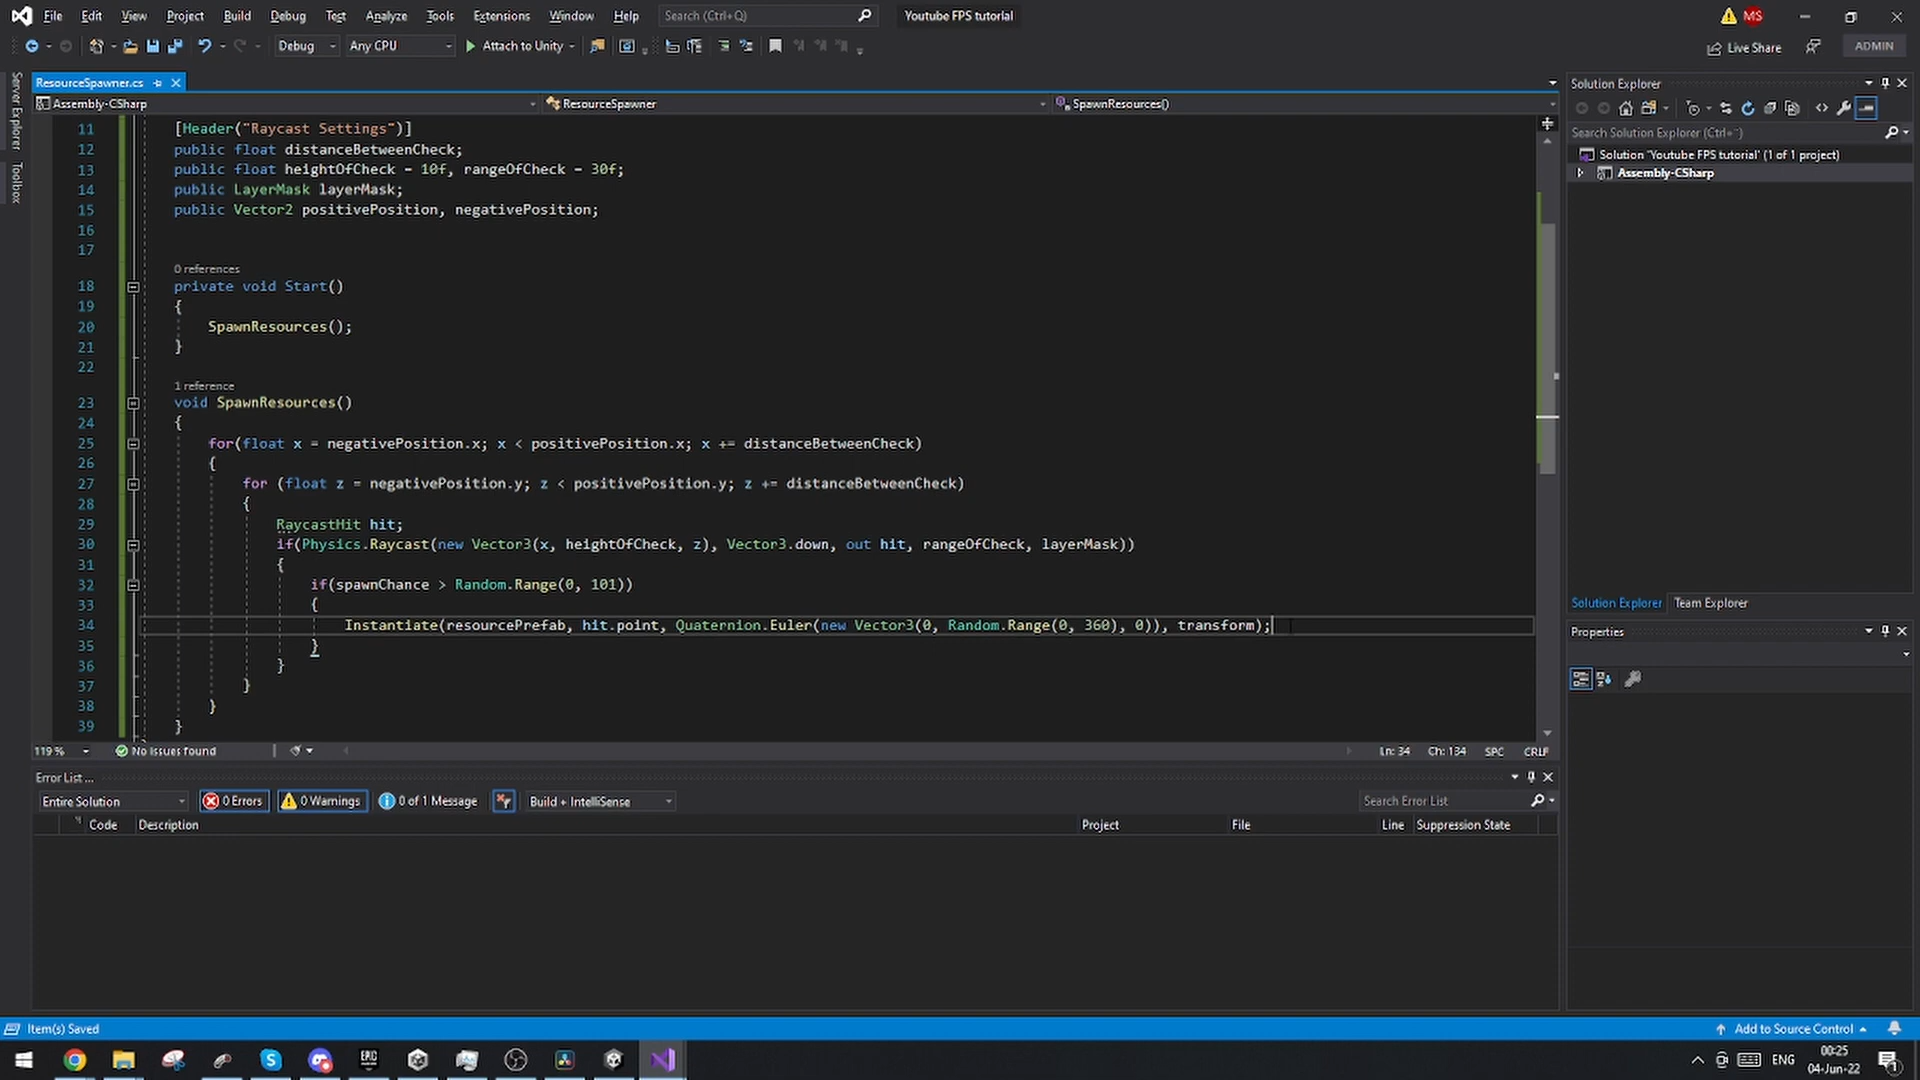 File Edit View Project Build Debug Test Analyze Tools Extensions Window Help Search (Ctrl+Q) Youtube FPS tutorial MS
Debug Any CPU Attach to Unity Live Share ADMIN
Server Explorer
Toolbox
ResourceSpawner.cs
Assembly-CSharp ResourceSpawner SpawnResources()
11 [Header("Raycast Settings")]
12 public float distanceBetweenCheck;
13 public float heightOfCheck = 10f, rangeOfCheck = 30f;
14 public LayerMask layerMask;
15 public Vector2 positivePosition, negativePosition;
16
17
0 references
18 private void Start()
19 {
20 SpawnResources();
21 }
22
1 reference
23 void SpawnResources()
24 {
25 for(float x = negativePosition.x; x < positivePosition.x; x += distanceBetweenCheck)
26 {
27 for (float z = negativePosition.y; z < positivePosition.y; z += distanceBetweenCheck)
28 {
29 RaycastHit hit;
30 if(Physics.Raycast(new Vector3(x, heightOfCheck, z), Vector3.down, out hit, rangeOfCheck, layerMask))
31 {
32 if(spawnChance > Random.Range(0, 101))
33 {
34 Instantiate(resourcePrefab, hit.point, Quaternion.Euler(new Vector3(0, Random.Range(0, 360), 0)), transform);
35 }
36 }
37 }
38 }
39 }
119 % No issues found Ln: 34 Ch: 134 SPC CRLF
Error List ...
Entire Solution 0 Errors 0 Warnings 0 of 1 Message Build + IntelliSense Search Error List
Code Description Project File Line Suppression State
Solution Explorer
Search Solution Explorer (Ctrl+¨)
Solution 'Youtube FPS tutorial' (1 of 1 project)
Assembly-CSharp
Solution Explorer Team Explorer
Properties
Item(s) Saved Add to Source Control
EPIC
ENG
00:25
04-Jun-22
1